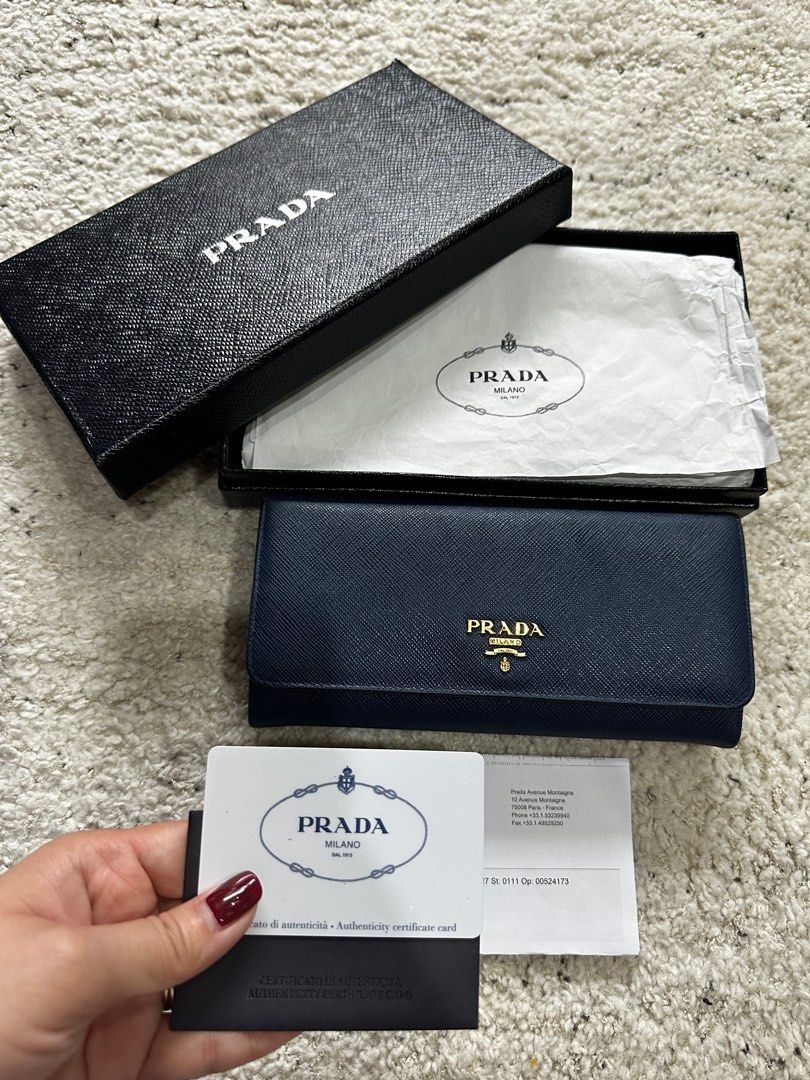 PRADA
PRADA
MILANO
DAL 1913
PRADA
MILANO
PRADA
MILANO
DAL 1913
cato di autenticità • Authenticity certificate card
CERTIFICATO DI AUTENTICITÀ
AUTHENTICITY CERTIFICATE CARD
Prada Avenue Montaigne
10 Avenue Montaigne
75008 Paris - France
Phone +33.1.53239940
Fax +33.1.49529250
27 St: 0111 Op: 00524173